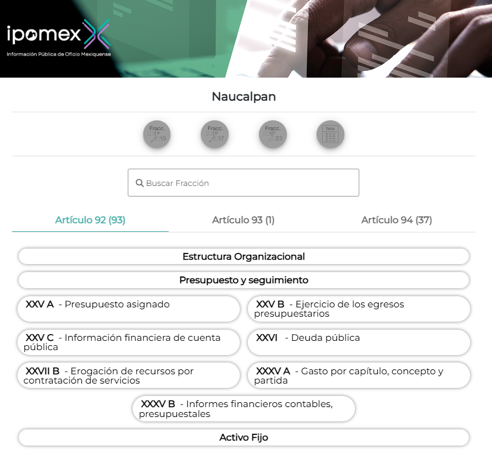 ipomex
Información Pública de Oficio Mexiquense
Naucalpan
Fracc. Fracc. Fracc.
Buscar Fracción
Artículo 92 (93) Artículo 93 (1) Artículo 94 (37)
Estructura Organizacional
Presupuesto y seguimiento
XXV A - Presupuesto asignado
XXV B - Ejercicio de los egresos
presupuestarios
XXV C - Información financiera de cuenta
pública
XXVI - Deuda pública
XXVII B - Erogación de recursos por
contratación de servicios
XXXV A - Gasto por capítulo, concepto y
partida
XXXV B - Informes financieros contables,
presupuestales
Activo Fijo